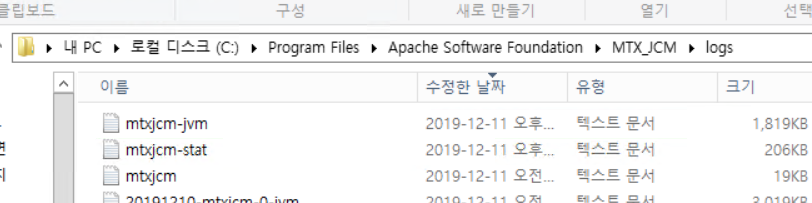 클립보드 구성 새로 만들기 열기 선택
내 PC 로컬 디스크 (C:) Program Files Apache Software Foundation MTX_JCM logs
이름 수정한 날짜 유형 크기
mtxjcm-jvm 2019-12-11 오후... 텍스트 문서 1,819KB
mtxjcm-stat 2019-12-11 오후... 텍스트 문서 206KB
mtxjcm 2019-12-11 오전... 텍스트 문서 19KB
20191210-mtxjcm-0-jvm 2019-12-11 오전... 텍스트 문서 3,019KB